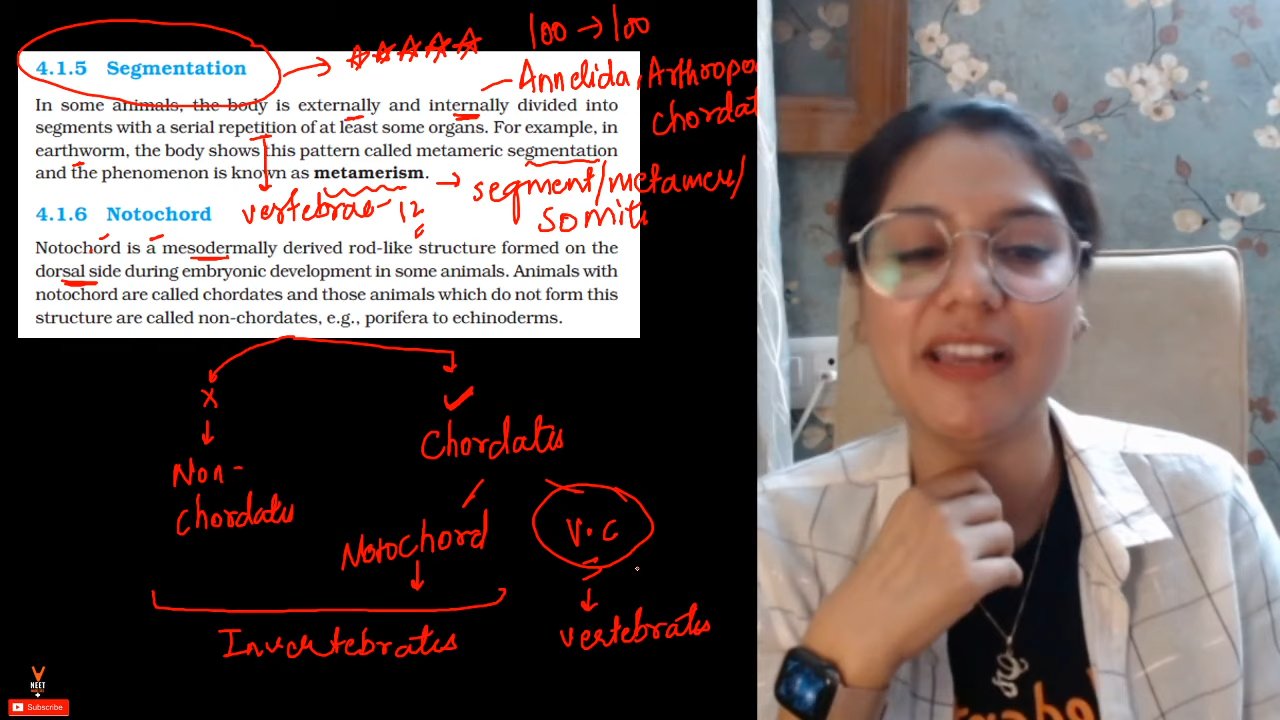 100 → 100
4.1.5 Segmentation → ☆☆☆☆☆
Annelida, Arthropo
chordat
In some animals, the body is externally and internally divided into
segments with a serial repetition of at least some organs. For example, in
earthworm, the body shows this pattern called metameric segmentation
and the phenomenon is known as metamerism.
→ segment/metamere/
somite
vertebrae - 12
4.1.6 Notochord
Notochord is a mesodermally derived rod-like structure formed on the
dorsal side during embryonic development in some animals. Animals with
notochord are called chordates and those animals which do not form this
structure are called non-chordates, e.g., porifera to echinoderms.
Non-
chordates
Chordates
Notochord
V.C
Invertebrates
vertebrates
NEET
Subscribe